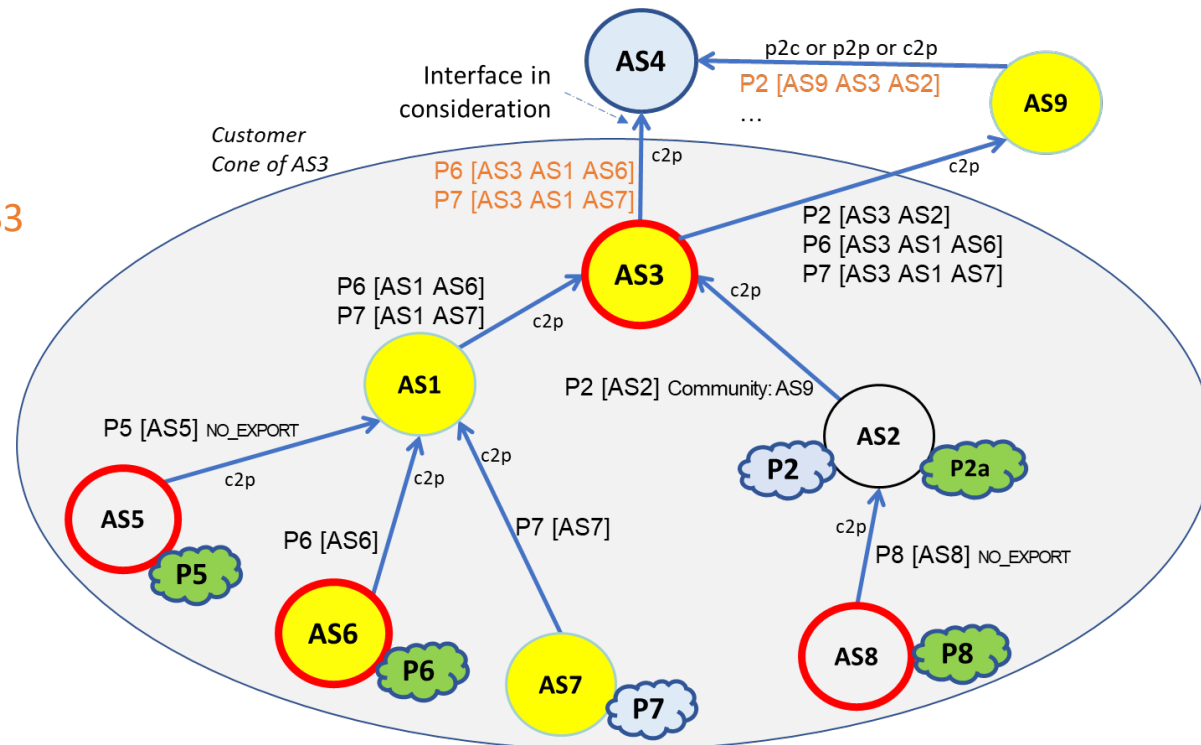 p2c or p2p or c2p
AS4
P2 [AS9 AS3 AS2]
...
AS9
Interface in
consideration
Customer
Cone of AS3
c2p
c2p
P6 [AS3 AS1 AS6]
P7 [AS3 AS1 AS7]
S3
P2 [AS3 AS2]
P6 [AS3 AS1 AS6]
P7 [AS3 AS1 AS7]
AS3
P6 [AS1 AS6]
P7 [AS1 AS7]
c2p
c2p
AS1
P2 [AS2] Community: AS9
P5 [AS5] NO_EXPORT
c2p
AS2
P2
P2a
c2p
c2p
c2p
AS5
P5
P6 [AS6]
P7 [AS7]
c2p
P8 [AS8] NO_EXPORT
AS6
P6
AS7
P7
AS8
P8